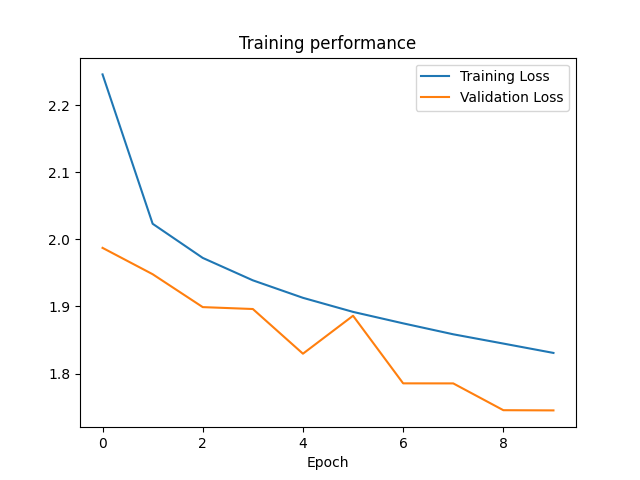 Training performance
Training Loss
Validation Loss
2.2
2.1
2.0
1.9
1.8
0 2 4 6 8
Epoch